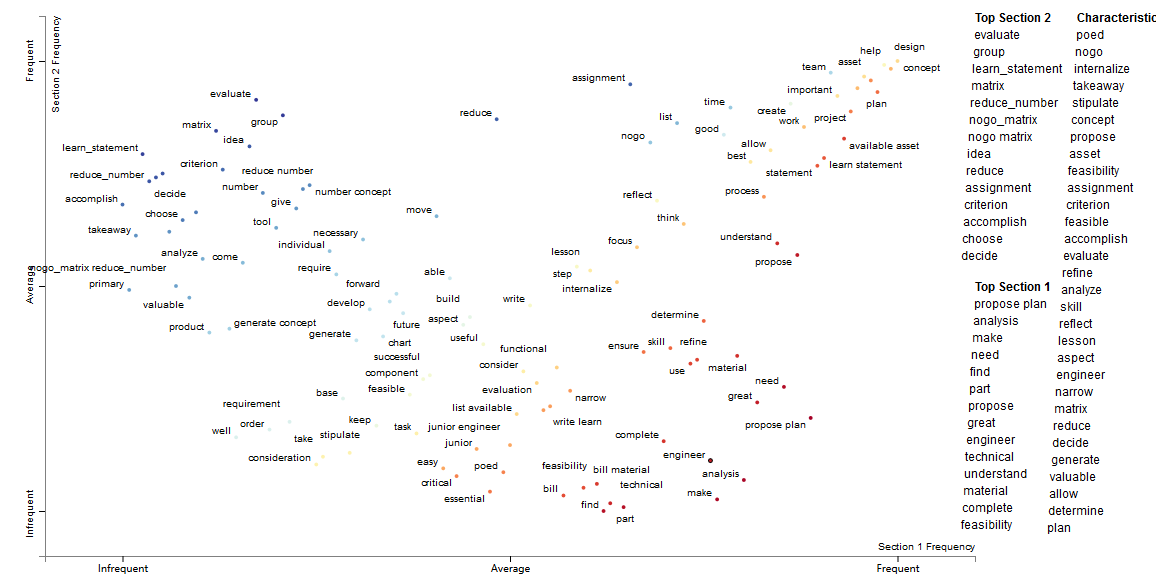 Top Section 2 Characteristic
evaluate poed
group nogo
learn_statement internalize
matrix takeaway
reduce_number stipulate
nogo_matrix concept
nogo matrix propose
idea asset
reduce feasibility
assignment assignment
criterion criterion
accomplish feasible
choose accomplish
decide evaluate
refine
Top Section 1 analyze
propose plan skill
analysis reflect
make lesson
need aspect
find engineer
part narrow
propose matrix
great reduce
engineer decide
technical generate
understand valuable
material allow
complete determine
feasibility plan
Frequent
Section 2 Frequency
Average
Infrequent
help design
team asset concept
assignment
important
evaluate time plan
reduce list create project
group work
matrix nogo good
idea allow available asset
learn_statement best
criterion reduce number statement learn statement
reduce_number
number number concept
decide process
accomplish give reflect
choose move
tool think
takeaway necessary
individual focus understand
analyze come lesson
propose
nogo_matrix reduce_number require able step
primary forward internalize
valuable develop build write
product generate concept future aspect determine
generate chart useful
successful functional ensure skill refine
component consider use material
base feasible evaluation need
requirement list available narrow great
order keep junior engineer write learn propose plan
well take stipulate task
consideration junior complete
easy poed feasibility bill material engineer
critical technical analysis
essential bill make
find
part
Section 1 Frequency
Infrequent Average Frequent